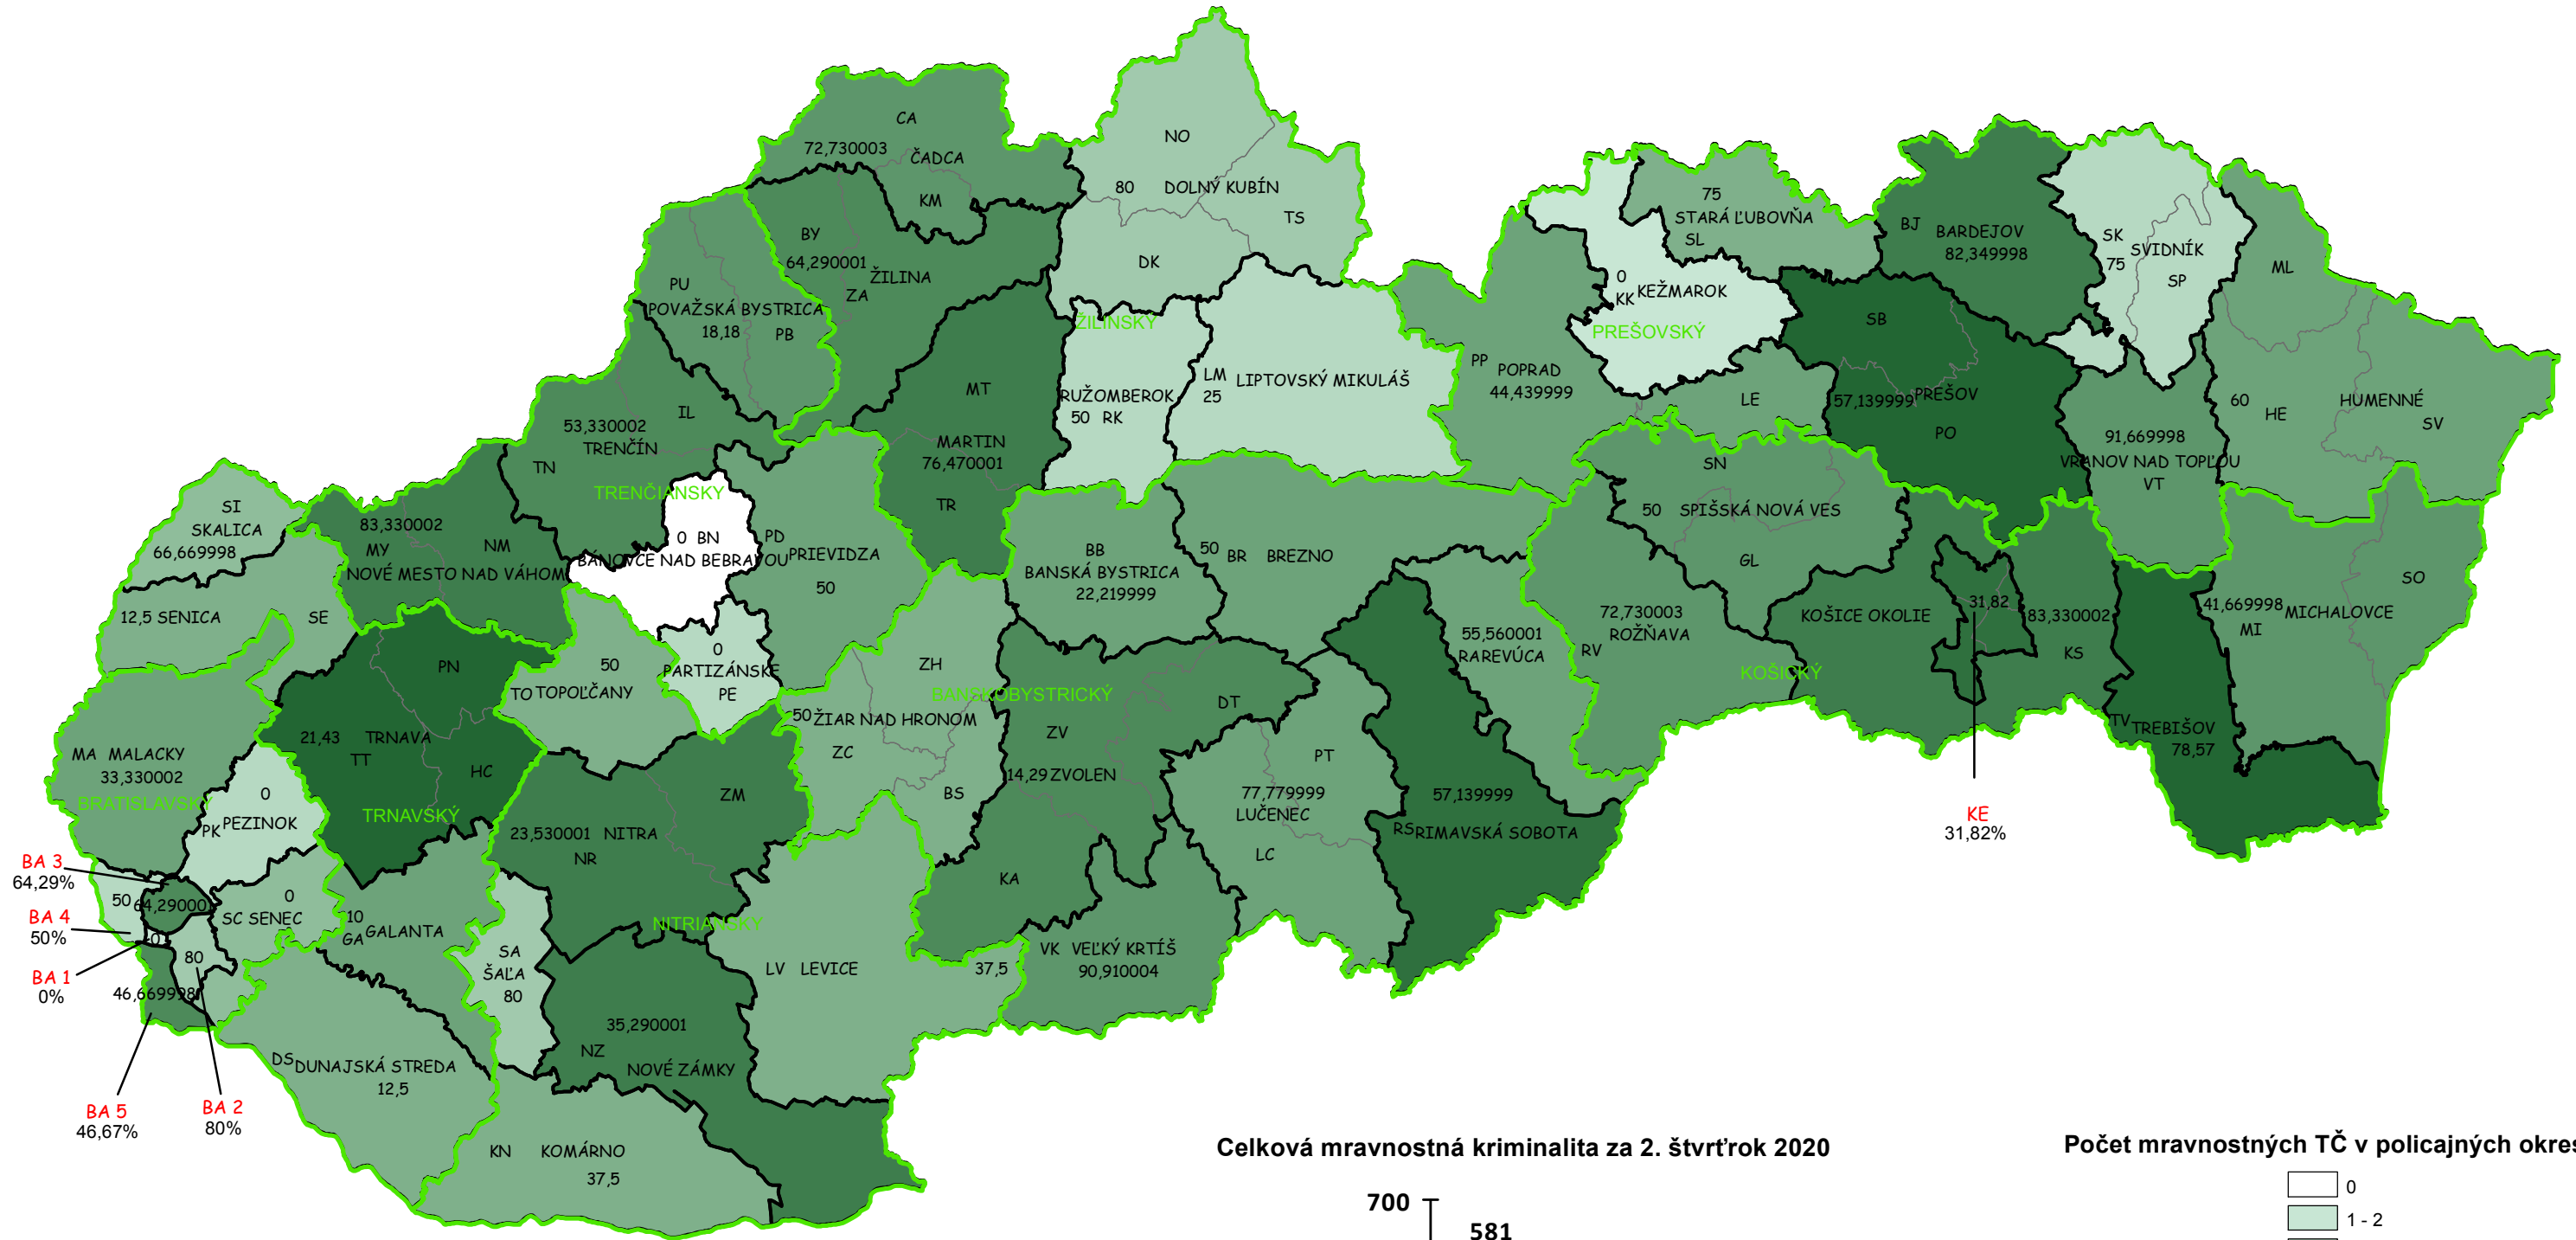 CA
72,730003
ČADCA
KM
NO
80 DOLNÝ KUBÍN
TS
DK
BY
64,290001
ŽILINA
ZA
PU
POVAŽSKÁ BYSTRICA
18,18
PB
ŽILINSKÝ
MT
MARTIN
76,470001
TR
RUŽOMBEROK
50 RK
LM
25
LIPTOVSKÝ MIKULÁŠ
75
STARÁ ĽUBOVŇA
SL
0
KK
KEŽMAROK
PREŠOVSKÝ
PP
POPRAD
44,439999
LE
BJ
BARDEJOV
82,349998
SK
75
SVIDNÍK
SP
ML
SB
57,139999
PREŠOV
PO
60
HE
HUMENNÉ
SV
91,669998
VRANOV NAD TOPĽOU
VT
53,330002
TRENČÍN
IL
TN
TRENČIANSKY
SI
SKALICA
66,669998
83,330002
MY
NM
NOVÉ MESTO NAD VÁHOM
0 BN
BÁNOVCE NAD BEBRAVOU
PD
PRIEVIDZA
50
12,5 SENICA
SE
BB
BANSKÁ BYSTRICA
22,219999
50 BR BREZNO
SN
50 SPIŠSKÁ NOVÁ VES
GL
SO
41,669998
MICHALOVCE
MI
KOŠICE OKOLIE
31,82
83,330002
KS
72,730003
ROŽŇAVA
RV
KOŠICKÝ
55,560001
RA REVÚCA
PN
50
TO TOPOĽČANY
0
PARTIZÁNSKE
PE
ZH
BANSKOBYSTRICKÝ
50 ŽIAR NAD HRONOM
ZC
BS
DT
ZV
14,29 ZVOLEN
KA
PT
77,779999
LUČENEC
LC
57,139999
RS RIMAVSKÁ SOBOTA
TV
TREBIŠOV
78,57
KE
31,82%
MA MALACKY
33,330002
BRATISLAVSKÝ
21,43 TRNAVA
TT
HC
TRNAVSKÝ
0
PK PEZINOK
ZM
23,530001 NITRA
NR
NITRIANSKY
BA 3
64,29%
50
64,290001
BA 4
50%
0
SC SENEC
10
GA
GALANTA
BA 1
0%
0
80
46,669998
SA
ŠAĽA
80
LV LEVICE
37,5
VK VEĽKÝ KRTÍŠ
90,910004
35,290001
NZ
NOVÉ ZÁMKY
DS
DUNAJSKÁ STREDA
12,5
BA 5
46,67%
BA 2
80%
KN KOMÁRNO
37,5
Celková mravnostná kriminalita za 2. štvrťrok 2020
700
581
Počet mravnostných TČ v policajných okres
0
1 - 2